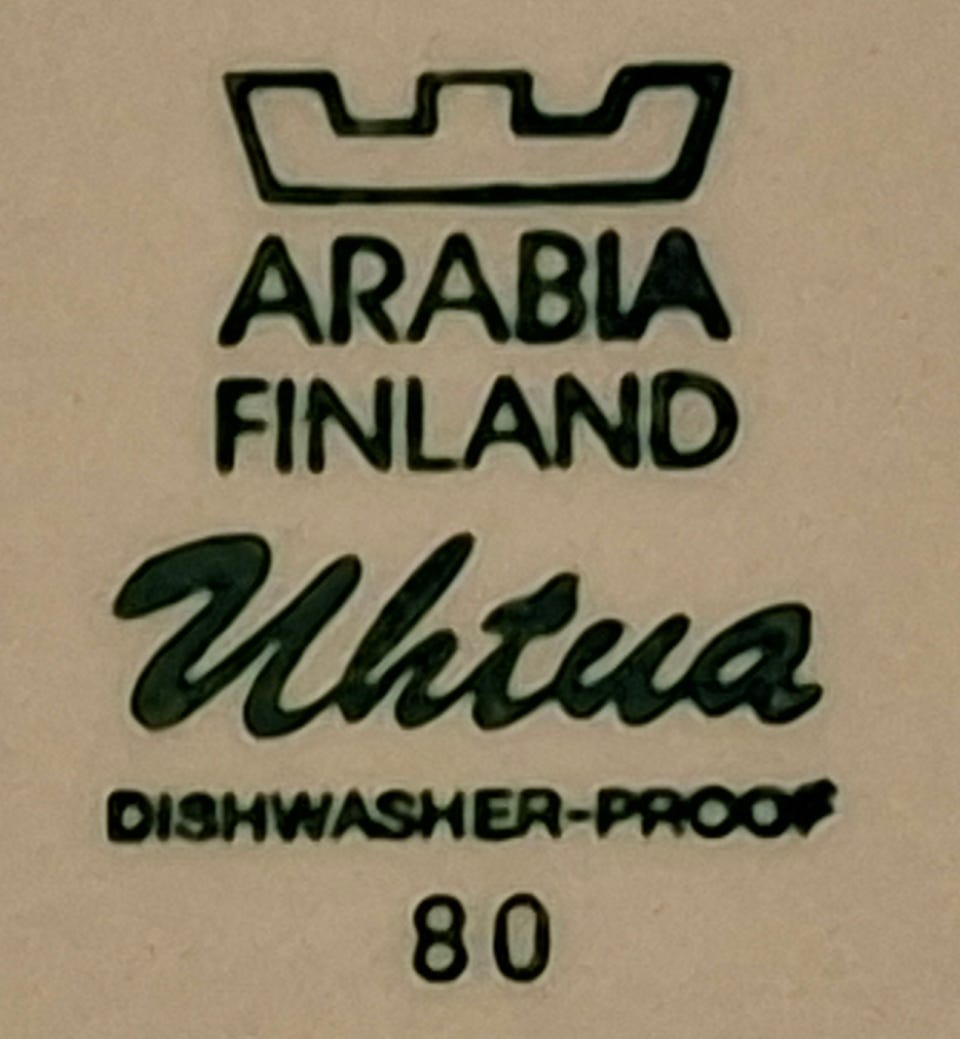 ARABIA
FINLAND
Uhtua
DISHWASHER-PROOF
80